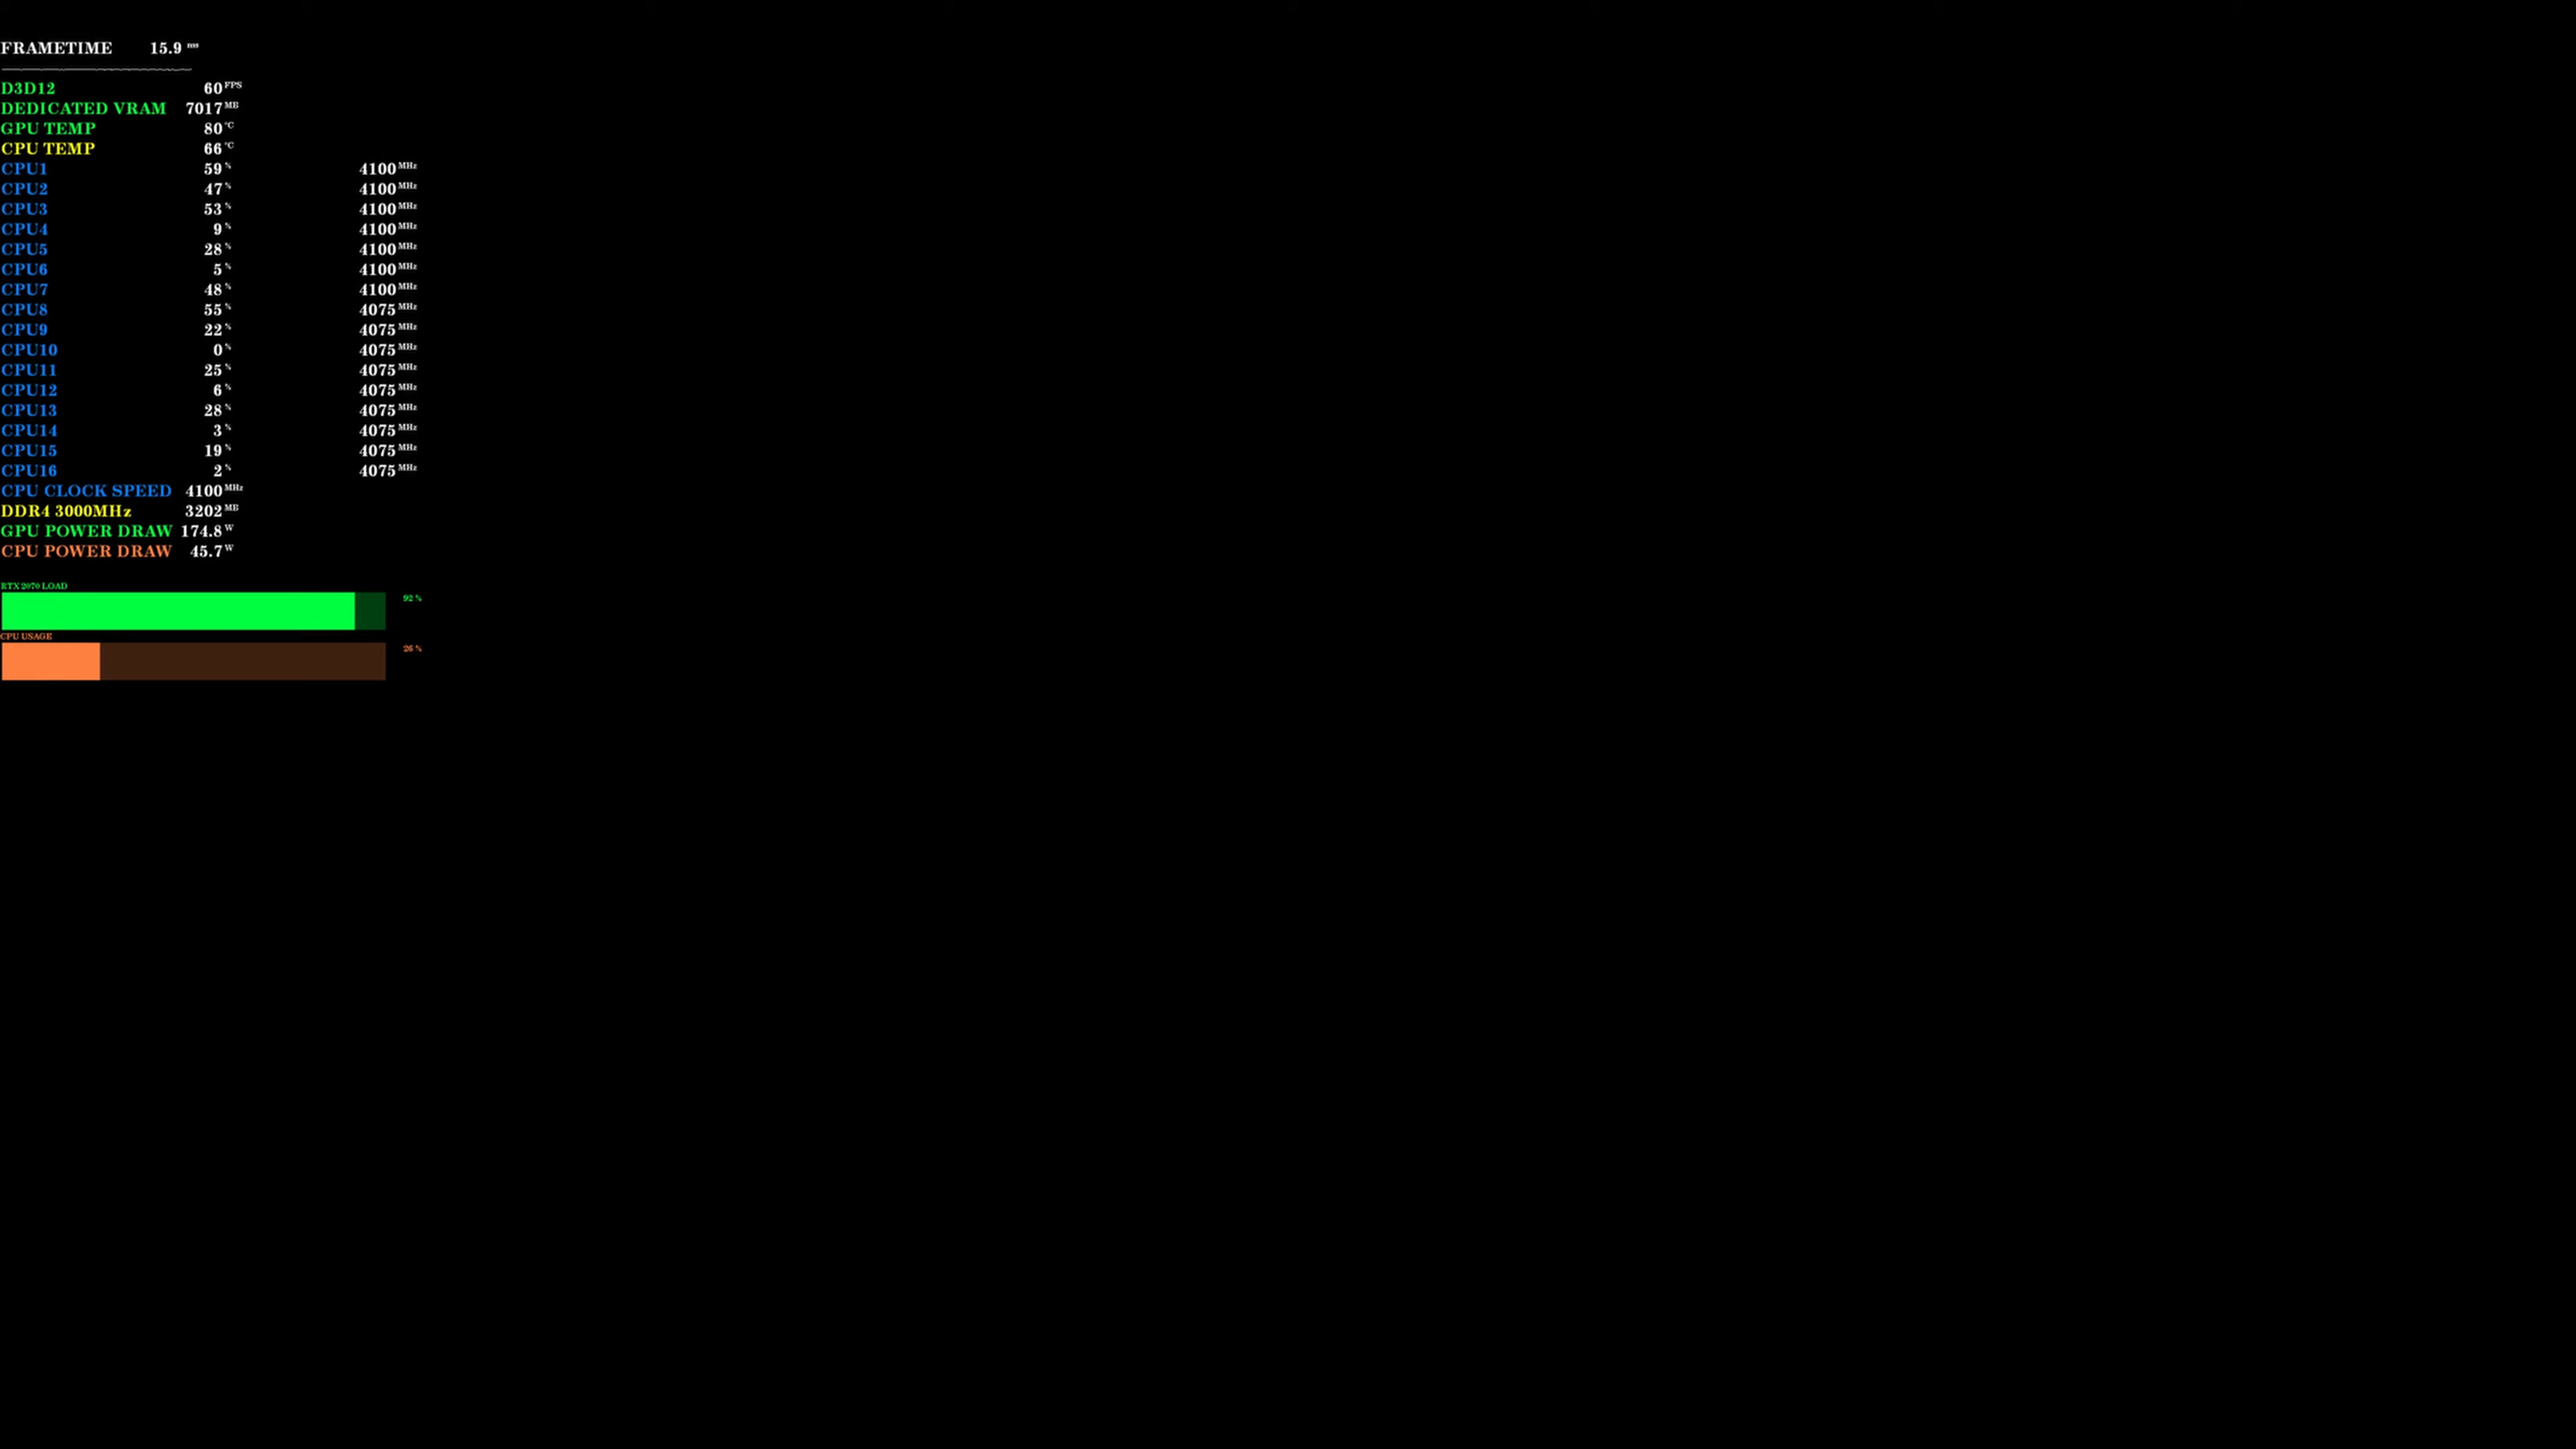 FRAMETIME 15.9 ms
D3D12 60 FPS
DEDICATED VRAM 7017 MB
GPU TEMP 80 °C
CPU TEMP 66 °C
CPU1 59 % 4100 MHz
CPU2 47 % 4100 MHz
CPU3 53 % 4100 MHz
CPU4 9 % 4100 MHz
CPU5 28 % 4100 MHz
CPU6 5 % 4100 MHz
CPU7 48 % 4100 MHz
CPU8 55 % 4075 MHz
CPU9 22 % 4075 MHz
CPU10 0 % 4075 MHz
CPU11 25 % 4075 MHz
CPU12 6 % 4075 MHz
CPU13 28 % 4075 MHz
CPU14 3 % 4075 MHz
CPU15 19 % 4075 MHz
CPU16 2 % 4075 MHz
CPU CLOCK SPEED 4100 MHz
DDR4 3000MHz 3202 MB
GPU POWER DRAW 174.8 W
CPU POWER DRAW 45.7 W
RTX 2070 LOAD
92 %
CPU USAGE
26 %